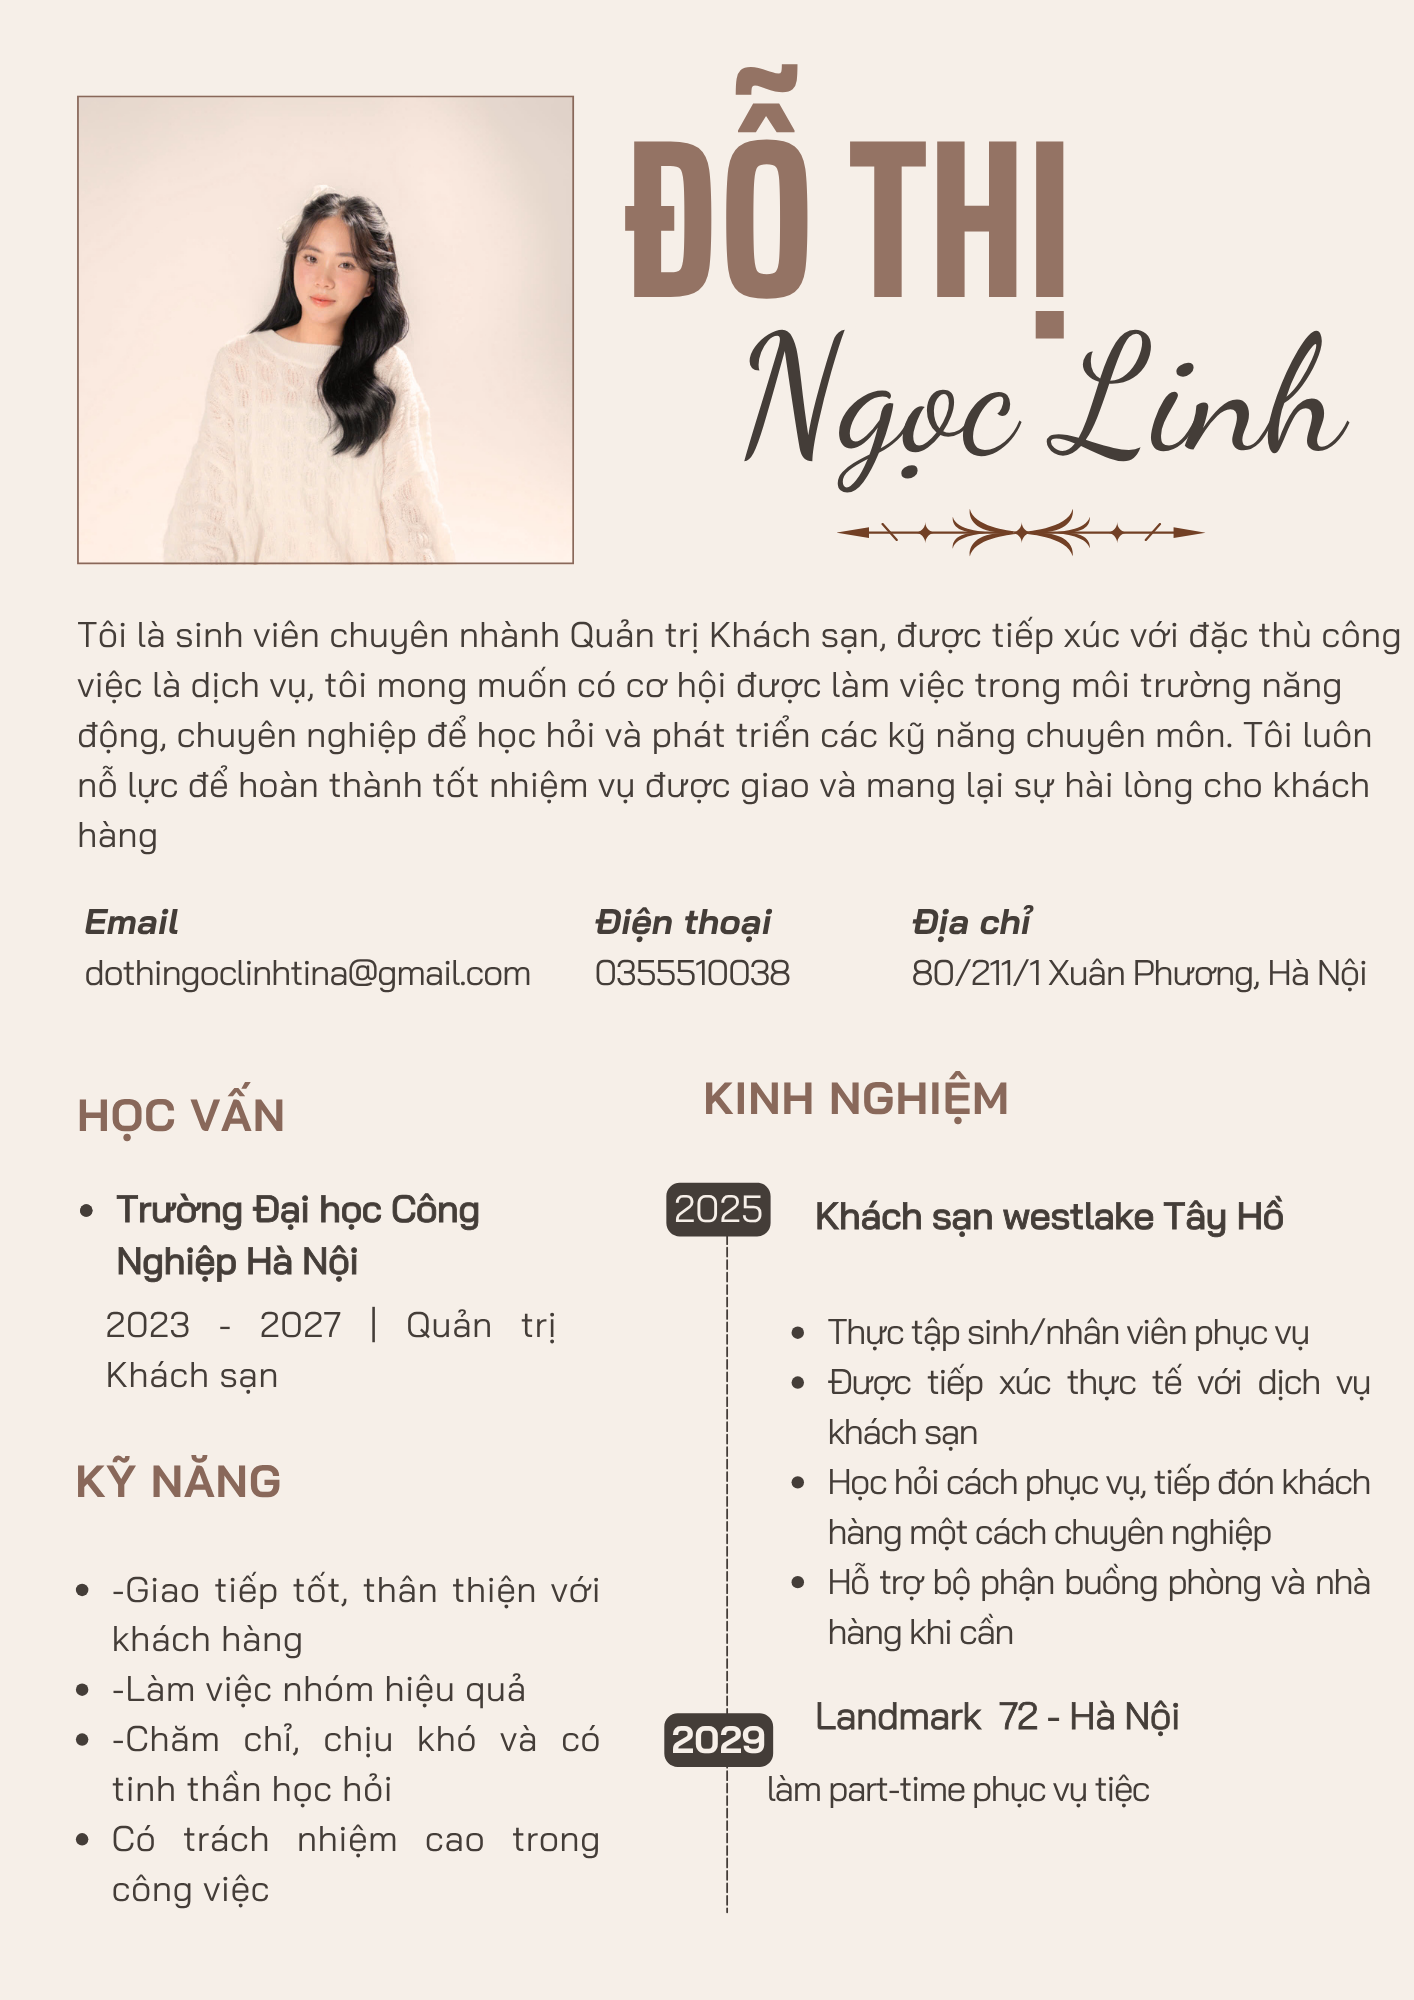 ĐỖ THỊ
Ngọc Linh
Tôi là sinh viên chuyên nhành Quản trị Khách sạn, được tiếp xúc với đặc thù công
việc là dịch vụ, tôi mong muốn có cơ hội được làm việc trong môi trường năng
động, chuyên nghiệp để học hỏi và phát triển các kỹ năng chuyên môn. Tôi luôn
nỗ lực để hoàn thành tốt nhiệm vụ được giao và mang lại sự hài lòng cho khách
hàng
Email
dothingoclinhtina@gmail.com
Điện thoại
0355510038
Địa chỉ
80/211/1 Xuân Phương, Hà Nội
HỌC VẤN
• Trường Đại học Công
Nghiệp Hà Nội
2023 - 2027 | Quản trị
Khách sạn
KỸ NĂNG
• -Giao tiếp tốt, thân thiện với
khách hàng
• -Làm việc nhóm hiệu quả
• -Chăm chỉ, chịu khó và có
tinh thần học hỏi
• Có trách nhiệm cao trong
công việc
KINH NGHIỆM
2025
Khách sạn westlake Tây Hồ
• Thực tập sinh/nhân viên phục vụ
• Được tiếp xúc thực tế với dịch vụ
khách sạn
• Học hỏi cách phục vụ, tiếp đón khách
hàng một cách chuyên nghiệp
• Hỗ trợ bộ phận buồng phòng và nhà
hàng khi cần
2029
Landmark 72 - Hà Nội
làm part-time phục vụ tiệc